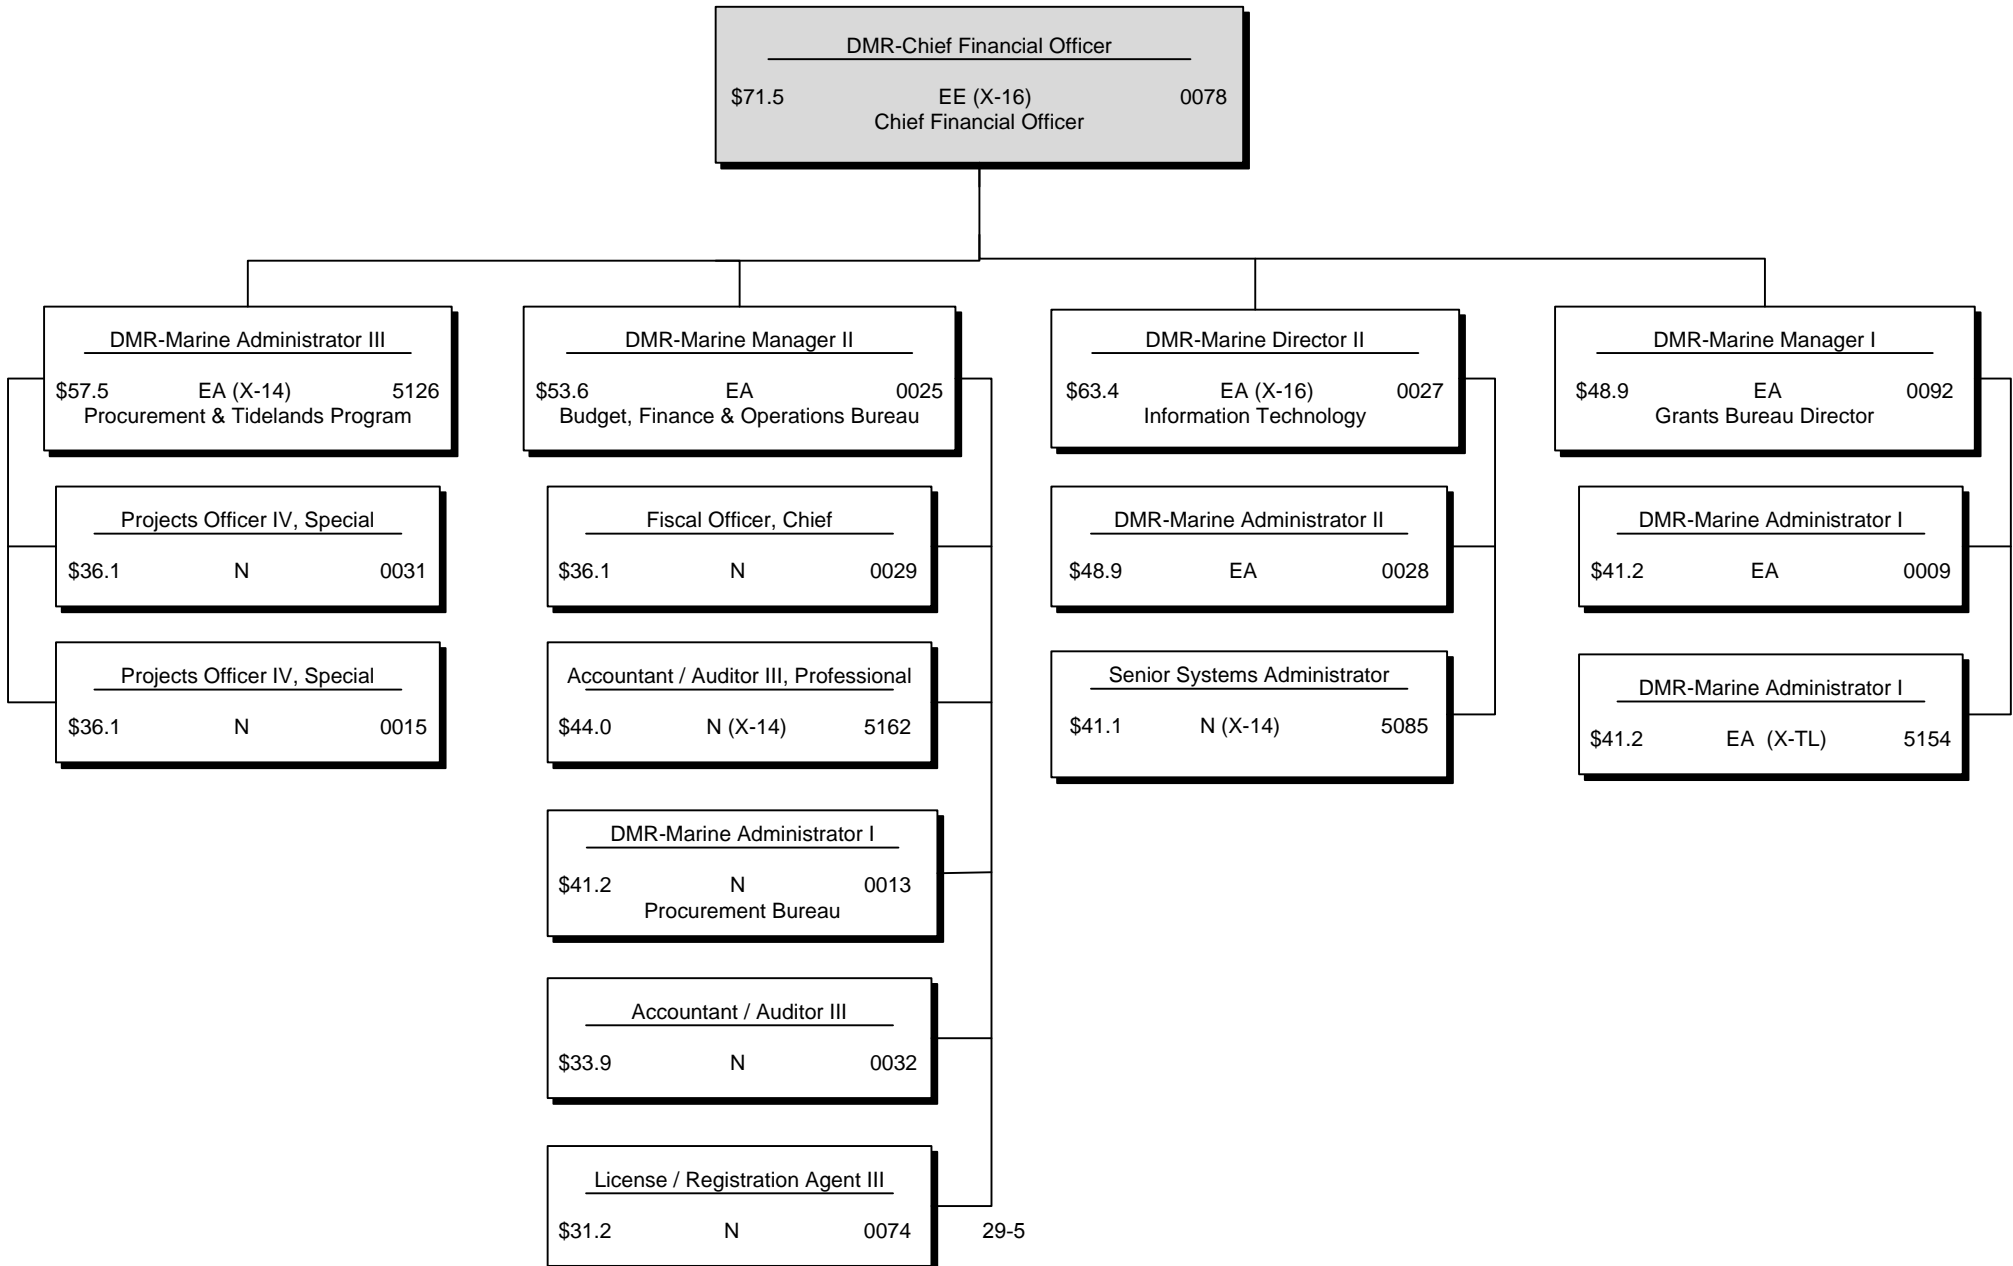 DMR-Chief Financial Officer
$71.5 EE (X-16) 0078
Chief Financial Officer
DMR-Marine Administrator III
$57.5 EA (X-14) 5126
Procurement & Tidelands Program
Projects Officer IV, Special
$36.1 N 0031
Projects Officer IV, Special
$36.1 N 0015
DMR-Marine Manager II
$53.6 EA 0025
Budget, Finance & Operations Bureau
Fiscal Officer, Chief
$36.1 N 0029
Accountant / Auditor III, Professional
$44.0 N (X-14) 5162
DMR-Marine Administrator I
$41.2 N 0013
Procurement Bureau
Accountant / Auditor III
$33.9 N 0032
License / Registration Agent III
$31.2 N 0074
DMR-Marine Director II
$63.4 EA (X-16) 0027
Information Technology
DMR-Marine Administrator II
$48.9 EA 0028
Senior Systems Administrator
$41.1 N (X-14) 5085
DMR-Marine Manager I
$48.9 EA 0092
Grants Bureau Director
DMR-Marine Administrator I
$41.2 EA 0009
DMR-Marine Administrator I
$41.2 EA (X-TL) 5154
29-5